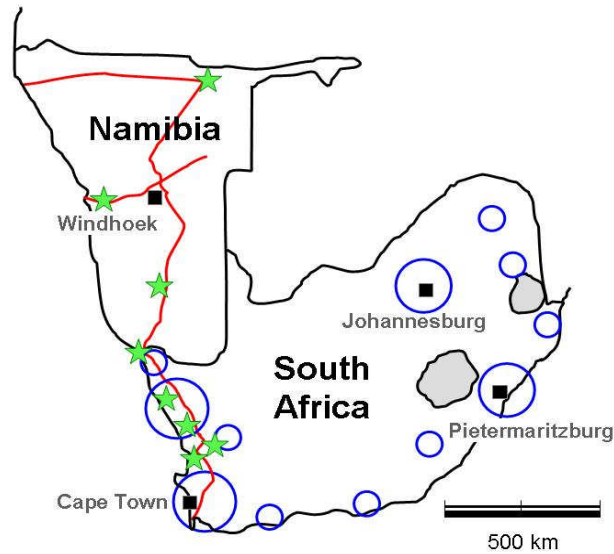 Namibia
Windhoek
Johannesburg
South
Africa
Pietermaritzburg
Cape Town
500 km